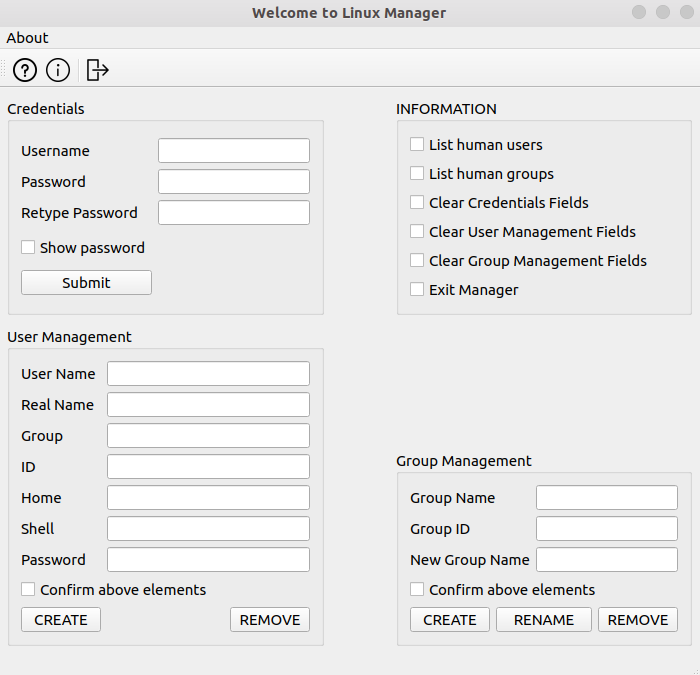 Welcome to Linux Manager
About
Credentials
Username
Password
Retype Password
Show password
Submit
INFORMATION
List human users
List human groups
Clear Credentials Fields
Clear User Management Fields
Clear Group Management Fields
Exit Manager
User Management
User Name
Real Name
Group
ID
Home
Shell
Password
Confirm above elements
CREATE REMOVE
Group Management
Group Name
Group ID
New Group Name
Confirm above elements
CREATE RENAME REMOVE